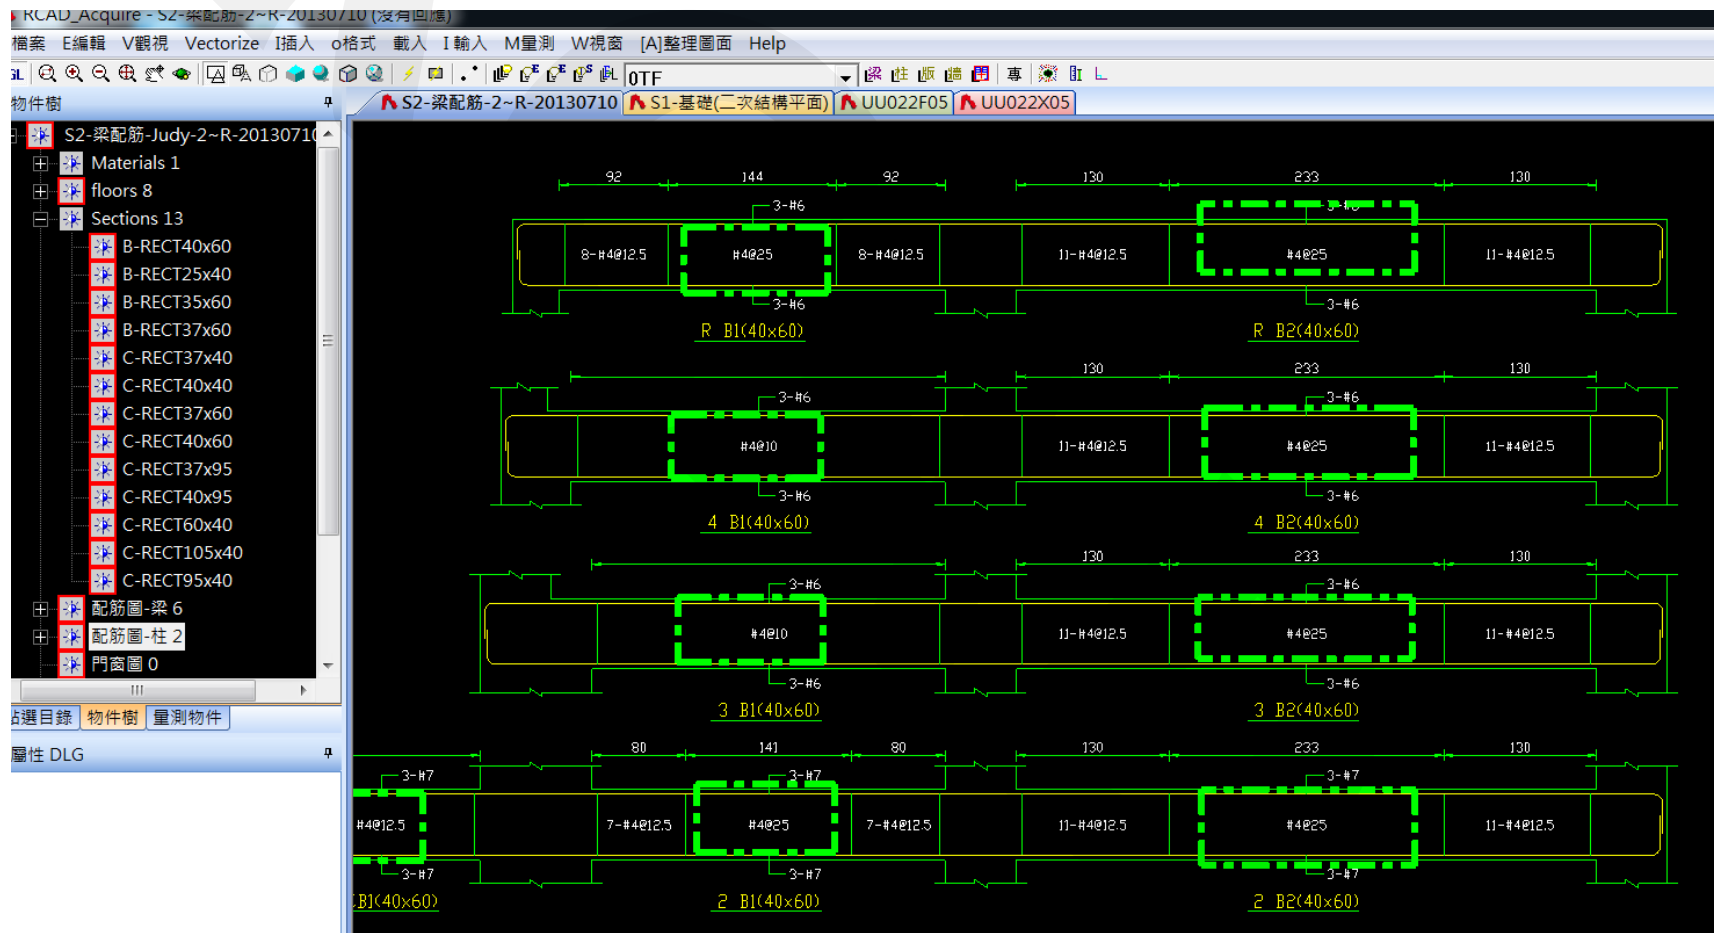 RCAD_Acquire - S2-梁配筋-2~R-20130710 (沒有回應)
檔案 E編輯 V觀視 Vectorize I插入 o格式 載入 I 輸入 M量測 W視窗 [A]整理圖面 Help
0TF 梁 柱 版 牆 專
物件樹
S2-梁配筋-2~R-20130710 S1-基礎(二次結構平面) UU022F05 UU022X05
S2-梁配筋-Judy-2~R-20130710
Materials 1
floors 8
Sections 13
B-RECT40x60
B-RECT25x40
B-RECT35x60
B-RECT37x60
C-RECT37x40
C-RECT40x40
C-RECT37x60
C-RECT40x60
C-RECT37x95
C-RECT40x95
C-RECT60x40
C-RECT105x40
C-RECT95x40
配筋圖-梁 6
配筋圖-柱 2
門窗圖 0
點選目錄 物件樹 量測物件
屬性 DLG
92 144 92 130 233 130
3-#6 3-#6
8-#4@12.5 #4@25 8-#4@12.5 11-#4@12.5 #4@25 11-#4@12.5
3-#6 3-#6
R B1(40x60) R B2(40x60)
130 233 130
3-#6 3-#6
#4@10 11-#4@12.5 #4@25 11-#4@12.5
3-#6 3-#6
4 B1(40x60) 4 B2(40x60)
130 233 130
3-#6 3-#6
#4@10 11-#4@12.5 #4@25 11-#4@12.5
3-#6 3-#6
3 B1(40x60) 3 B2(40x60)
80 141 80 130 233 130
3-#7 3-#7 3-#7
#4@12.5 7-#4@12.5 #4@25 7-#4@12.5 11-#4@12.5 #4@25 11-#4@12.5
3-#7 3-#7 3-#7
B1(40x60) 2 B1(40x60) 2 B2(40x60)